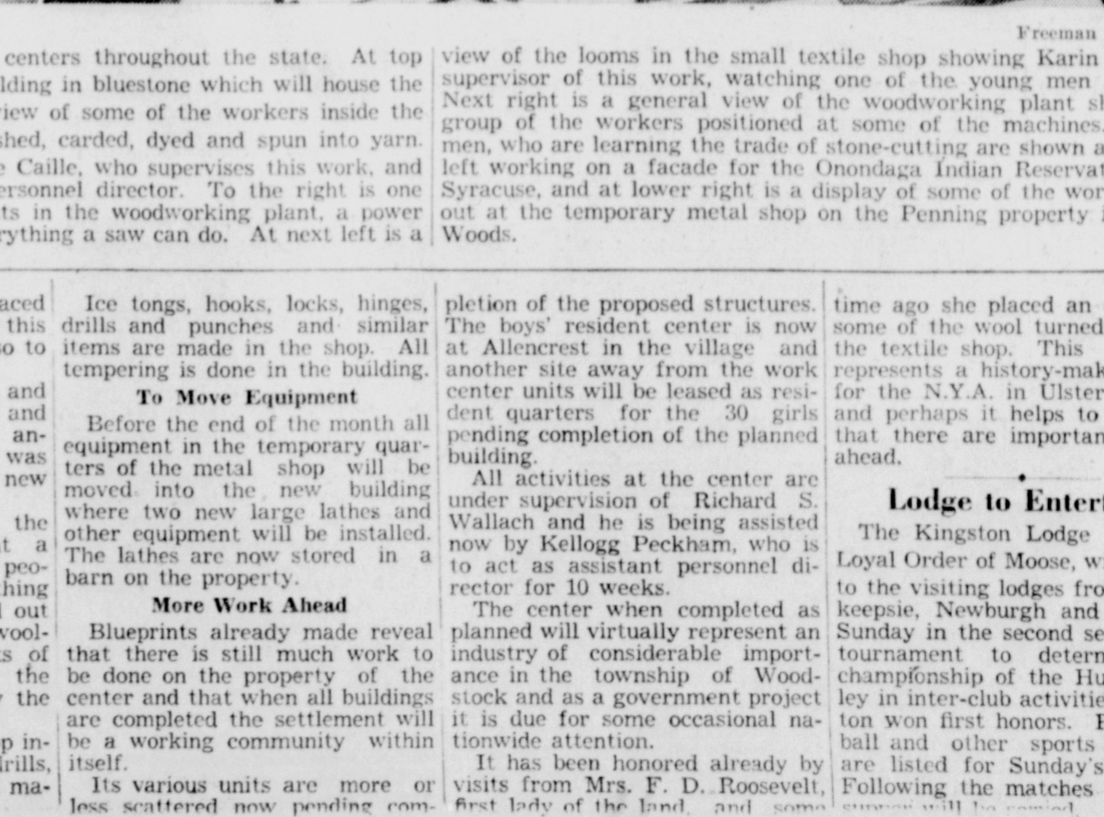 Freeman
centers throughout the state. At top
lding in bluestone which will house the
iew of some of the workers inside the
hed, carded, dyed and spun into yarn.
Caille, who supervises this work, and
ersonnel director. To the right is one
ts in the woodworking plant, a power
rything a saw can do. At next left is a
view of the looms in the small textile shop showing Karin
supervisor of this work, watching one of the young men
Next right is a general view of the woodworking plant s
group of the workers positioned at some of the machines.
men, who are learning the trade of stone-cutting are shown a
left working on a facade for the Onondaga Indian Reservat
Syracuse, and at lower right is a display of some of the wor
out at the temporary metal shop on the Penning property
Woods.
aced
this
o to
and
and
an-
was
new
the
t a
peo-
hing
out
wool-
s of
the
the
p in-
rills,
ma-
Ice tongs, hooks, locks, hinges,
drills and punches and similar
items are made in the shop. All
tempering is done in the building.
To Move Equipment
Before the end of the month all
equipment in the temporary quar-
ters of the metal shop will be
moved into the new building
where two new large lathes and
other equipment will be installed.
The lathes are now stored in a
barn on the property.
More Work Ahead
Blueprints already made reveal
that there is still much work to
be done on the property of the
center and that when all buildings
are completed the settlement will
be a working community within
itself.
Its various units are more or
less scattered now pending com-
pletion of the proposed structures.
The boys' resident center is now
at Allencrest in the village and
another site away from the work
center units will be leased as resi-
dent quarters for the 30 girls
pending completion of the planned
building.
All activities at the center are
under supervision of Richard S.
Wallach and he is being assisted
now by Kellogg Peckham, who is
to act as assistant personnel di-
rector for 10 weeks.
The center when completed as
planned will virtually represent an
industry of considerable import-
ance in the township of Wood-
stock and as a government project
it is due for some occasional na-
tionwide attention.
It has been honored already by
visits from Mrs. F. D. Roosevelt,
first lady of the land, and some
time ago she placed an
some of the wool turned
the textile shop. This
represents a history-mak
for the N.Y.A. in Ulster
and perhaps it helps to
that there are importan
ahead.
Lodge to Entert
The Kingston Lodge
Loyal Order of Moose, w
to the visiting lodges fro
keepsie, Newburgh and
Sunday in the second se
tournament to determ
championship of the Hu
ley in inter-club activitie
ton won first honors.
ball and other sports
are listed for Sunday's
Following the matches